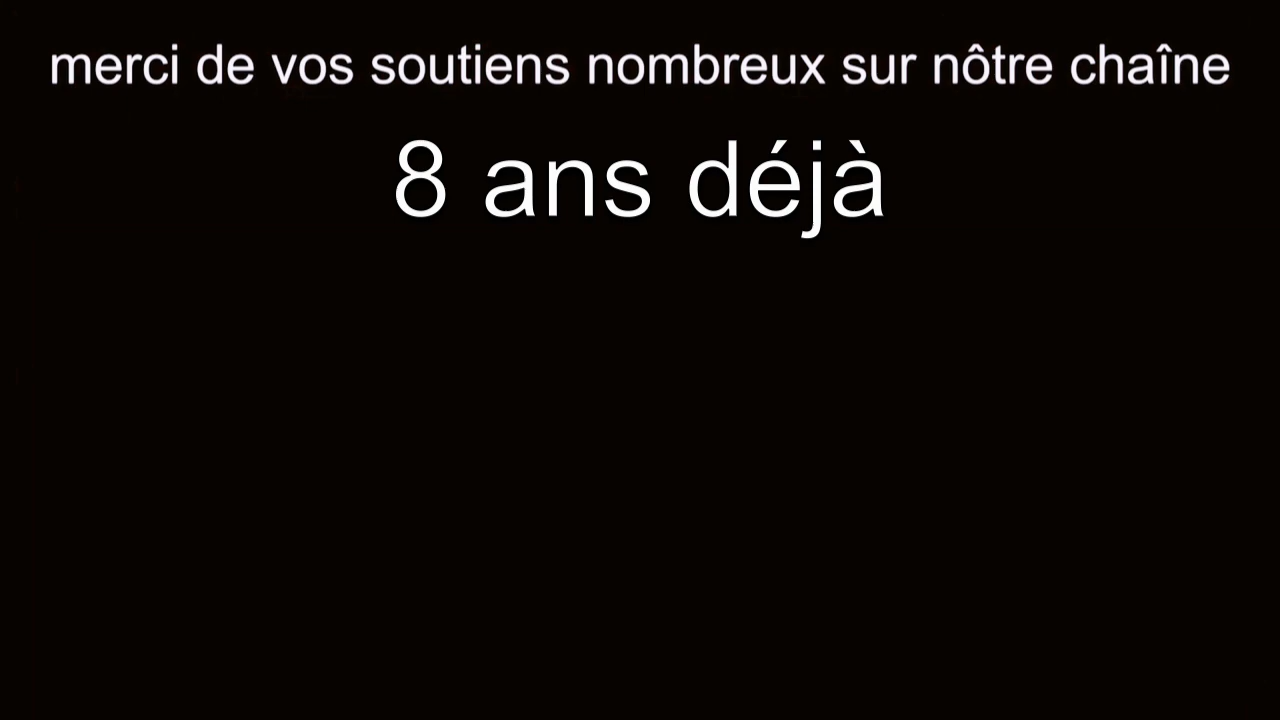 merci de vos soutiens nombreux sur nôtre chaîne
8 ans déjà